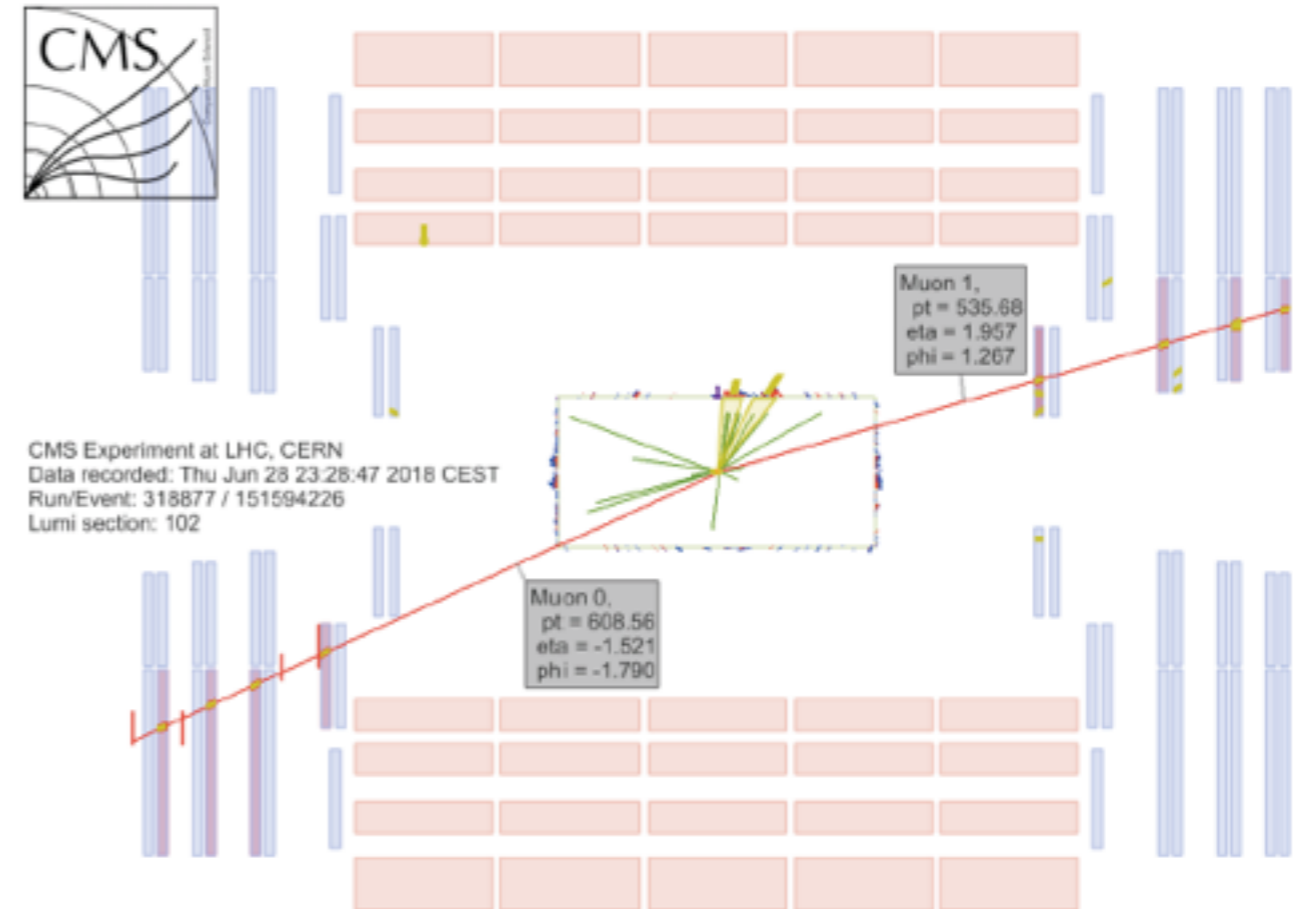 CMS
Muon 1,
pt = 535.68
eta = 1.957
phi = 1.267
CMS Experiment at LHC, CERN
Data recorded: Thu Jun 28 23:28:47 2018 CEST
Run/Event: 318877 / 151594226
Lumi section: 102
Muon 0,
pt = 608.56
eta = -1.521
phi = -1.790